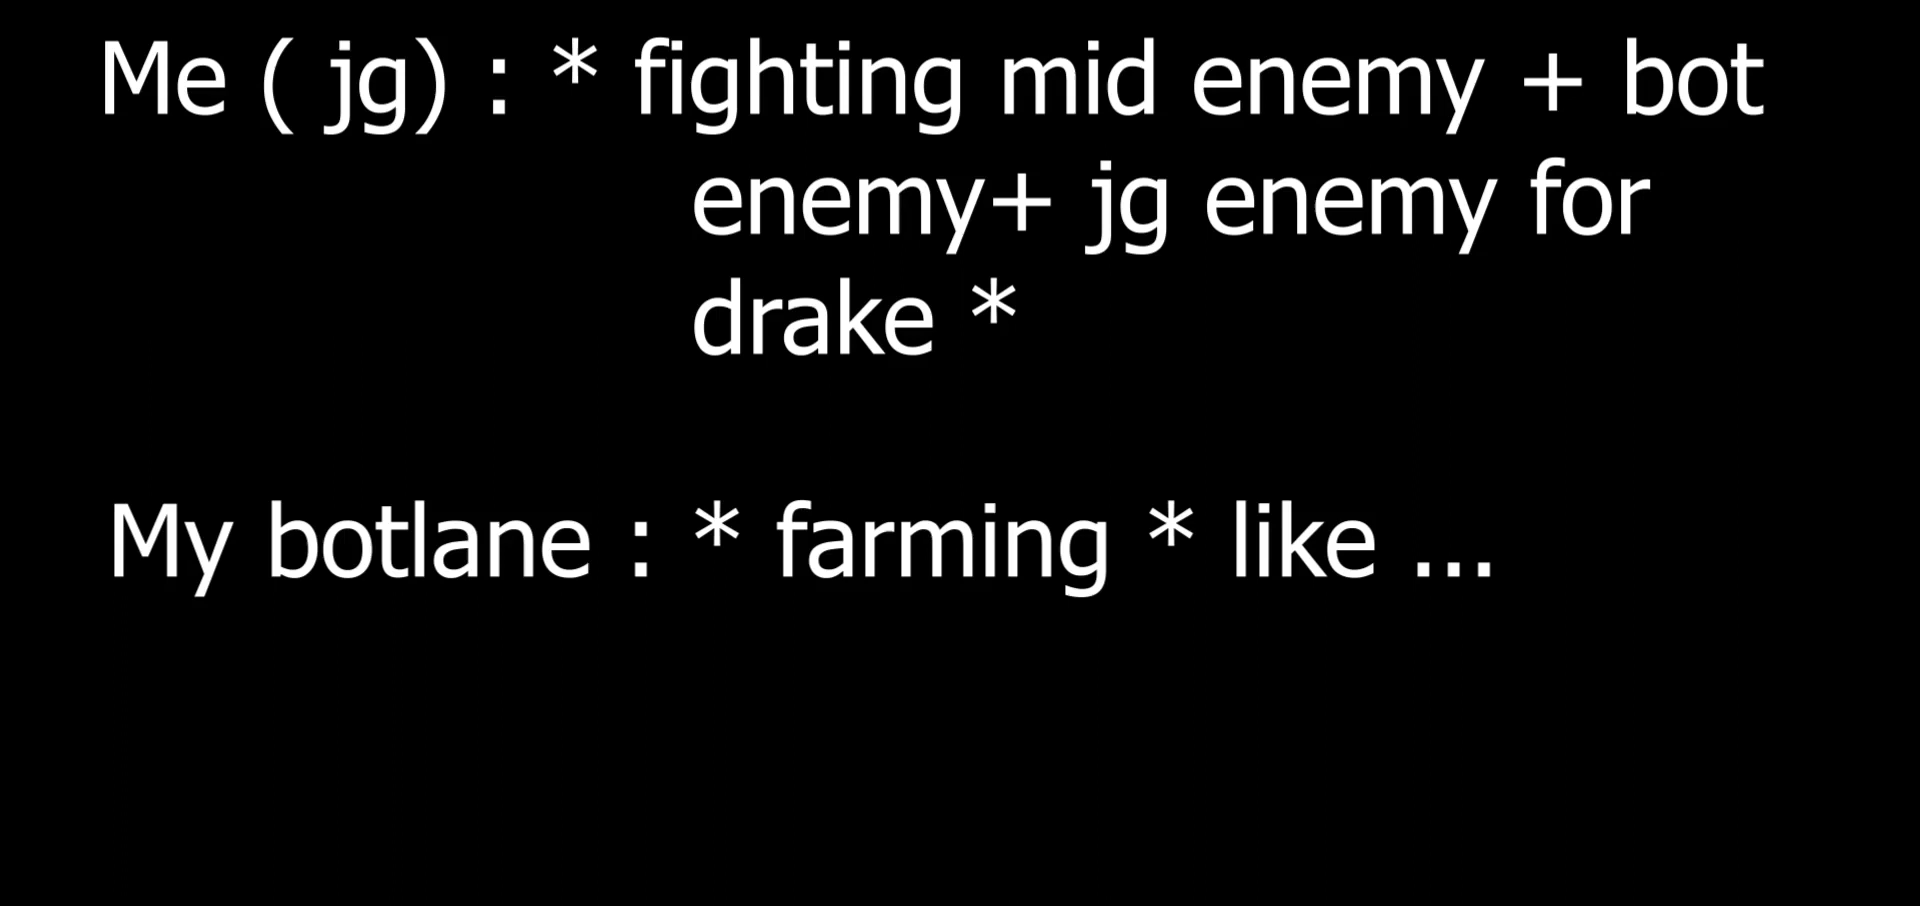 Me ( jg) : * fighting mid enemy + bot
enemy+ jg enemy for
drake *
My botlane : * farming * like ...